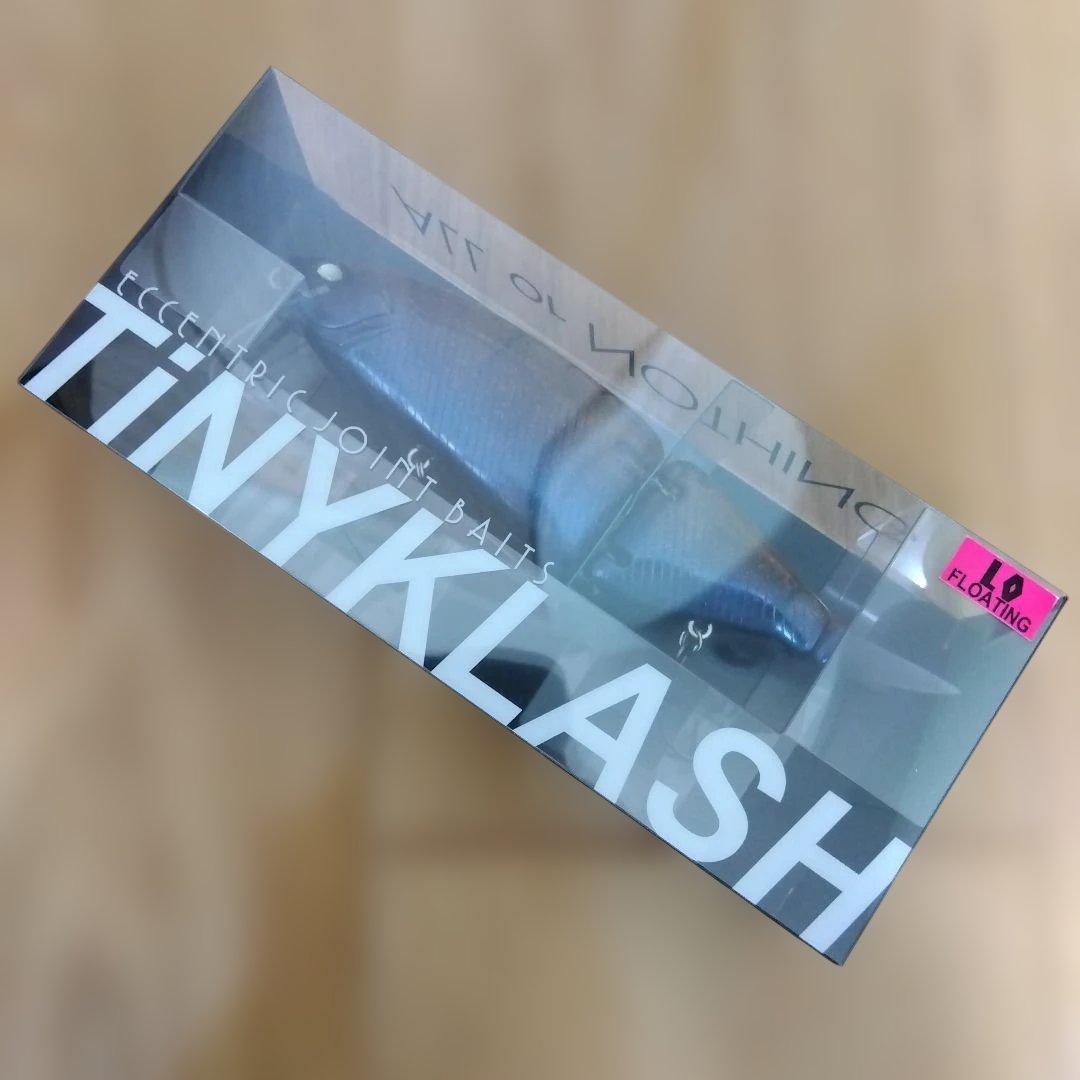 ALL OR NOTHING
ECCENTRIC JOINT BAITS
TiNYKLASH
LO
FLOATING